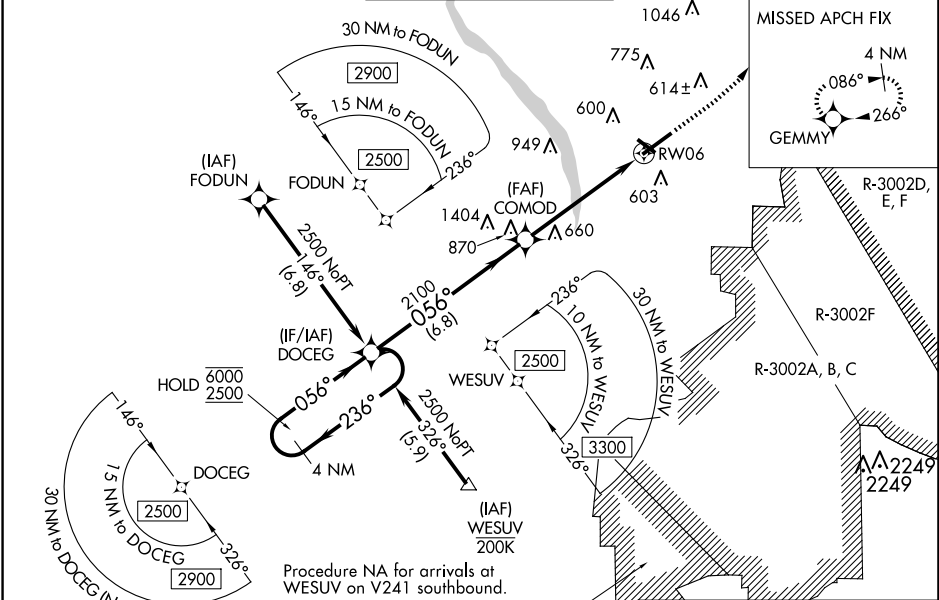 1046
MISSED APCH FIX
4 NM
086°
266°
GEMMY
30 NM to FODUN
2900
775
614±
146°
15 NM to FODUN
2500
236°
600
949
RW06
603
(IAF)
FODUN
FODUN
(FAF)
COMOD
1404
870
660
R-3002D,
E, F
2500 NoPT
146°
(6.8)
2100
056°
(6.8)
R-3002F
(IF/IAF)
DOCEG
236°
10 NM to WESUV
30 NM to WESUV
2500
WESUV
R-3002A, B, C
HOLD
6000
2500
056°
236°
4 NM
2500 NoPT
326°
(5.9)
326°
3300
146°
DOCEG
15 NM to DOCEG
2500
326°
30 NM to DOCEG
2900
(IAF)
WESUV
200K
2249
2249
Procedure NA for arrivals at
WESUV on V241 southbound.